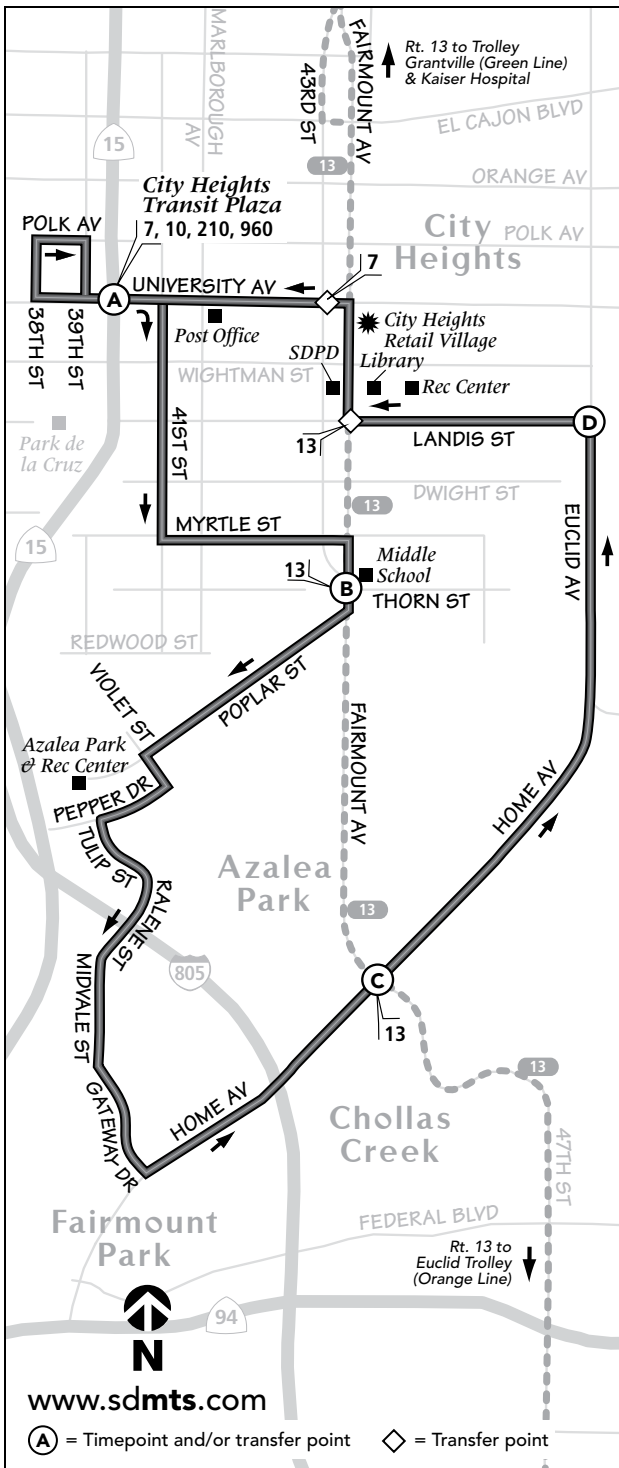 MARLBOROUGH
AV
43RD ST
FAIRMOUNT AV
Rt. 13 to Trolley
Grantville (Green Line)
& Kaiser Hospital
EL CAJON BLVD
15
13
ORANGE AV
City Heights
Transit Plaza
7, 10, 210, 960
POLK AV
City
Heights
POLK AV
7
A
UNIVERSITY AV
38TH ST
39TH ST
Post Office
City Heights
Retail Village
SDPD
Library
Rec Center
WIGHTMAN ST
41ST ST
13
LANDIS ST
D
Park de
la Cruz
DWIGHT ST
13
EUCLID AV
15
MYRTLE ST
Middle
School
13
B
THORN ST
REDWOOD ST
VIOLET ST
POPLAR ST
FAIRMOUNT AV
Azalea Park
& Rec Center
PEPPER DR
TULIP ST
HOME AV
Azalea
Park
RALENE ST
13
805
MIDVALE ST
C
13
GATEWAY DR
HOME AV
13
Chollas
Creek
47TH ST
Fairmount
Park
FEDERAL BLVD
Rt. 13 to
Euclid Trolley
(Orange Line)
94
N
www.sdmts.com
A = Timepoint and/or transfer point
= Transfer point